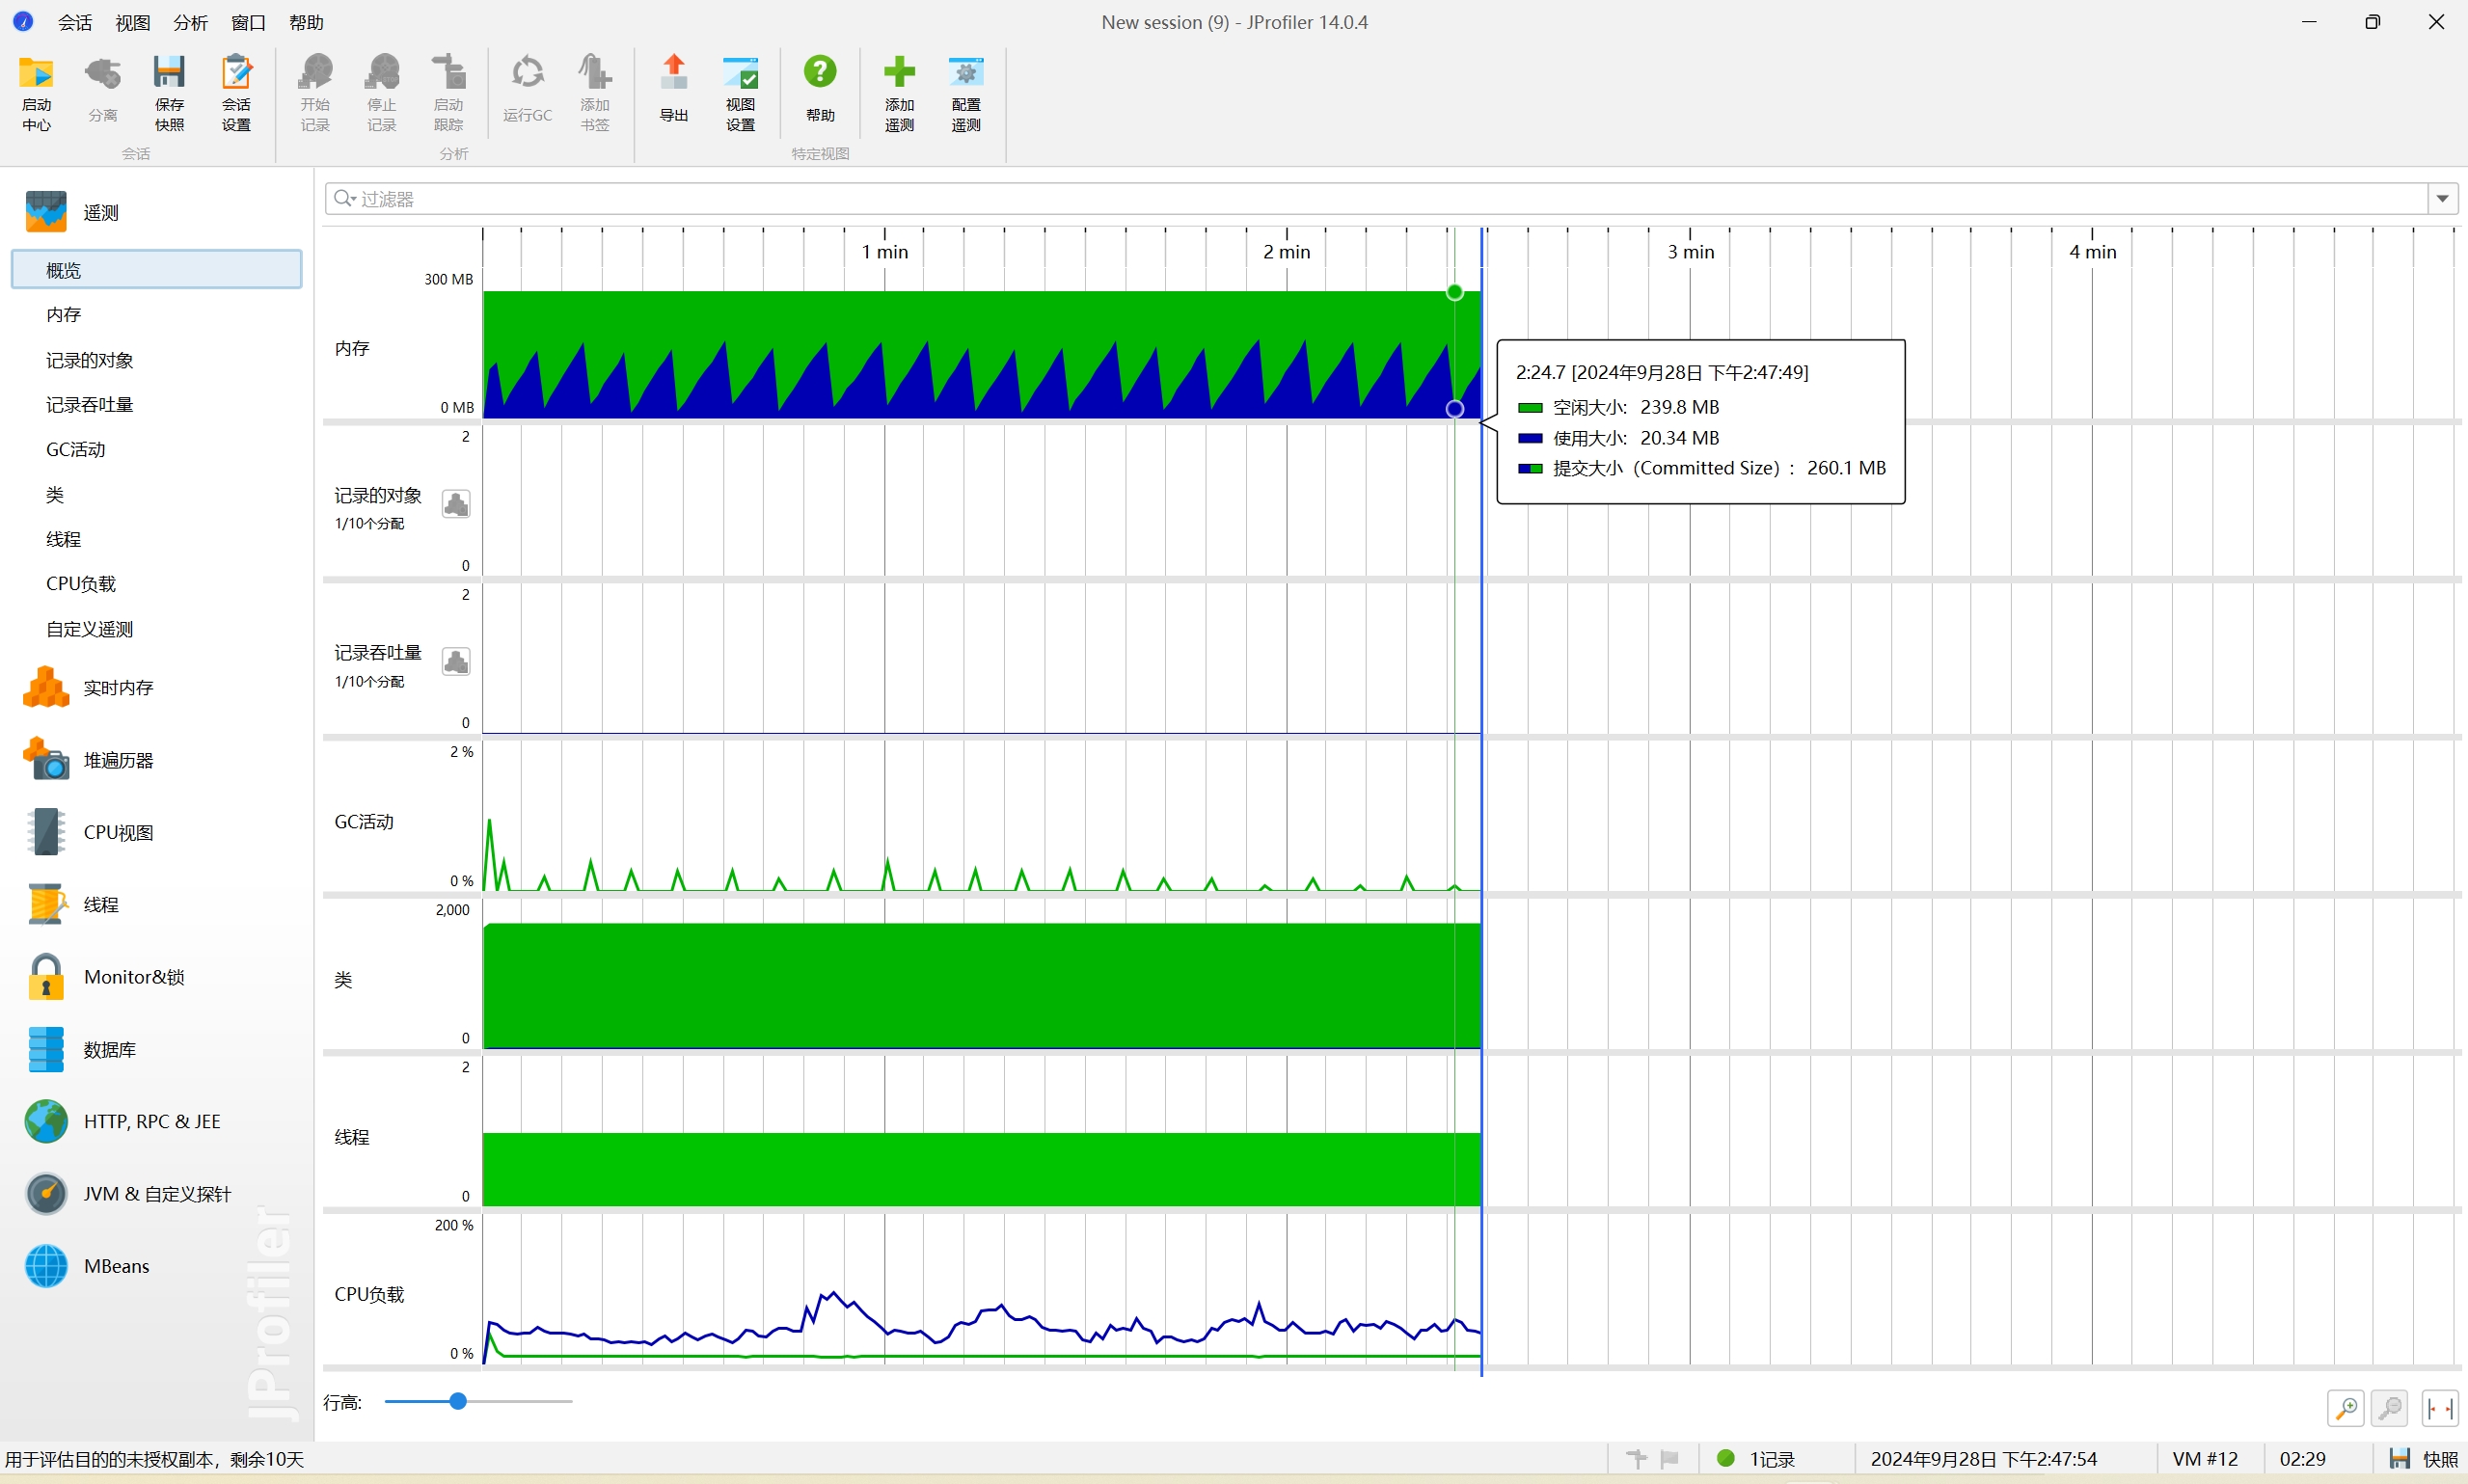 会话 视图 分析 窗口 帮助
New session (9) - JProfiler 14.0.4
启动
中心
分离
保存
快照
会话
设置
会话
开始
记录
停止
记录
启动
跟踪
运行GC
添加
书签
分析
导出
视图
设置
帮助
添加
遥测
配置
遥测
特定视图
遥测
概览
内存
记录的对象
记录吞吐量
GC活动
类
线程
CPU负载
自定义遥测
实时内存
堆遍历器
CPU视图
线程
Monitor&锁
数据库
HTTP, RPC & JEE
JVM & 自定义探针
MBeans
JProfiler
过滤器
1 min 2 min 3 min 4 min
300 MB
内存
0 MB
2:24.7 [2024年9月28日 下午2:47:49]
空闲大小: 239.8 MB
使用大小: 20.34 MB
提交大小（Committed Size）: 260.1 MB
2
记录的对象
1/10个分配
0
2
记录吞吐量
1/10个分配
0
2 %
GC活动
0 %
2,000
类
0
2
线程
0
200 %
CPU负载
0 %
行高:
用于评估目的的未授权副本，剩余10天
1记录
2024年9月28日 下午2:47:54
VM #12
02:29
快照